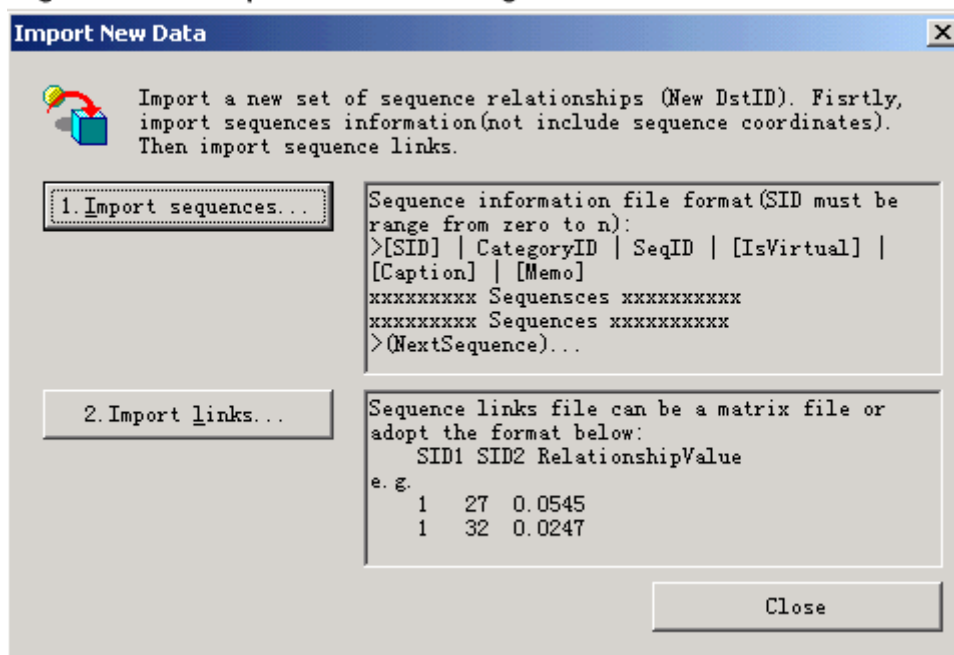 Import New Data
Import a new set of sequence relationships (New DstID). Fisrtly,
import sequences information(not include sequence coordinates).
Then import sequence links.
1.Import sequences...
Sequence information file format(SID must be
range from zero to n):
>[SID] | CategoryID | SeqID | [IsVirtual] |
[Caption] | [Memo]
xxxxxxxxx Sequensces xxxxxxxxxx
xxxxxxxxx Sequences xxxxxxxxxx
>(NextSequence)...
2.Import links...
Sequence links file can be a matrix file or
adopt the format below:
SID1 SID2 RelationshipValue
e.g.
1 27 0.0545
1 32 0.0247
Close